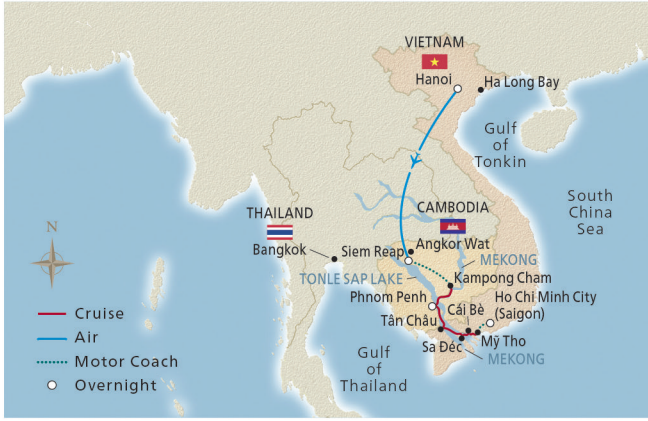 VIETNAM
Hanoi
Ha Long Bay
Gulf
of
Tonkin
South
China
Sea
THAILAND
CAMBODIA
Bangkok
Siem Reap
Angkor Wat
MEKONG
TONLE SAP LAKE
Kampong Cham
Phnom Penh
Ho Chi Minh City
(Saigon)
Cái Bè
Tân Châu
Mỹ Tho
Sa Đéc
MEKONG
Gulf
of
Thailand
N
Cruise
Air
Motor Coach
Overnight